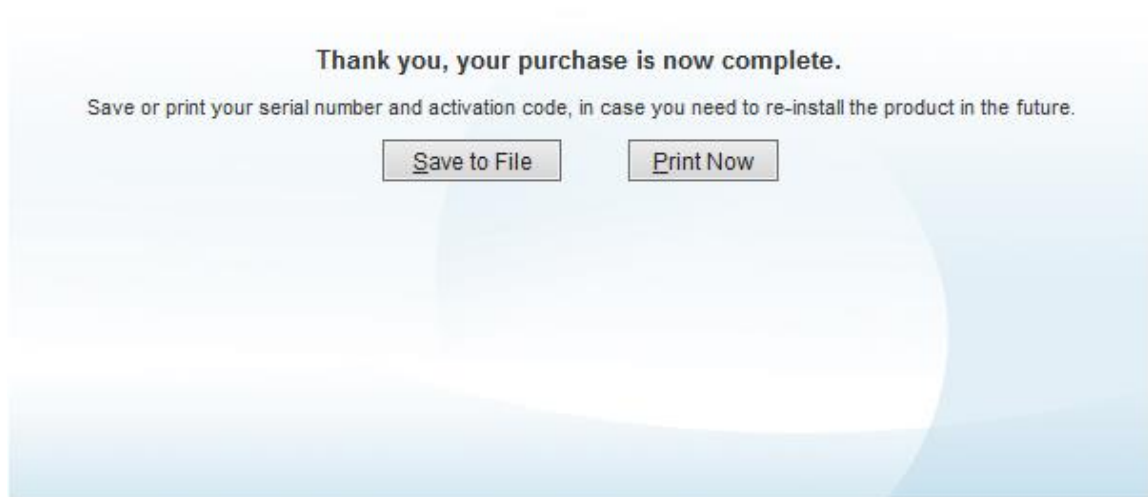 Thank you, your purchase is now complete.
Save or print your serial number and activation code, in case you need to re-install the product in the future.
Save to File
Print Now